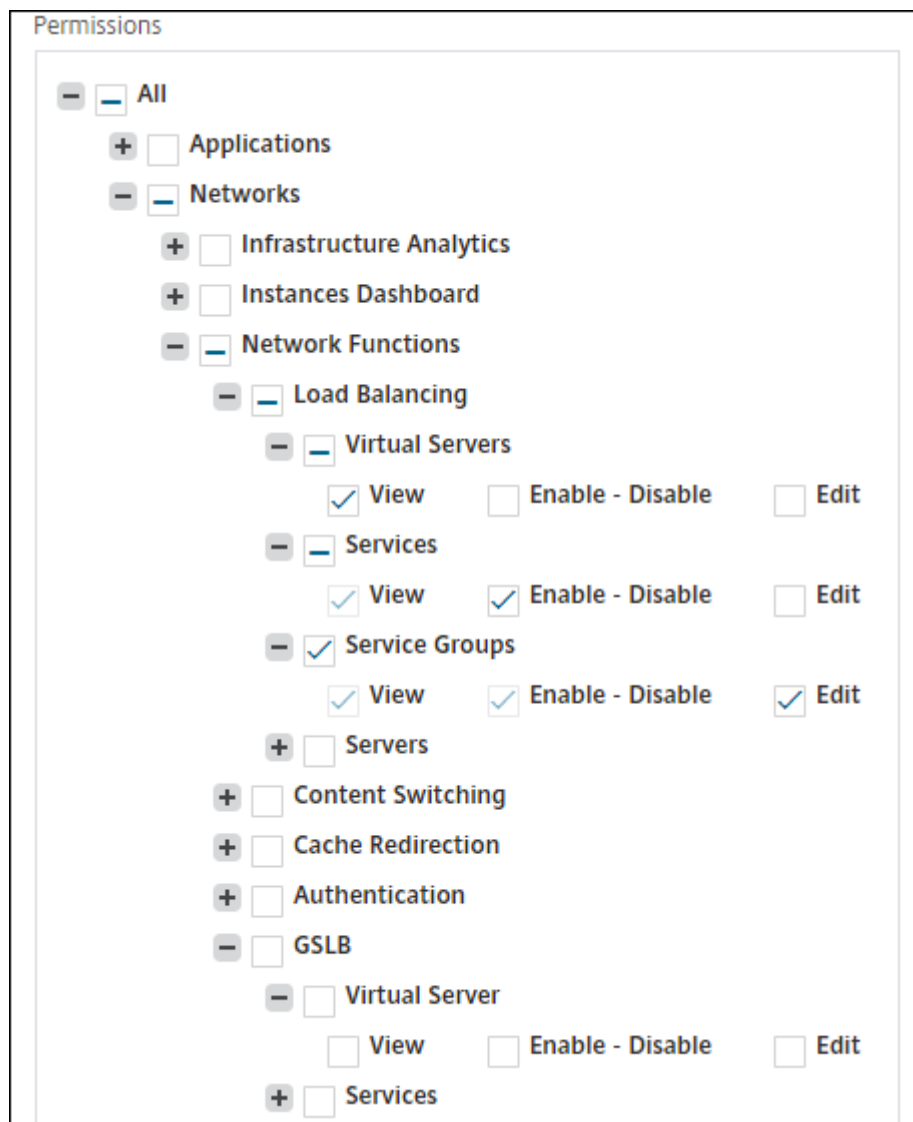 Permissions
All
Applications
Networks
Infrastructure Analytics
Instances Dashboard
Network Functions
Load Balancing
Virtual Servers
View Enable - Disable Edit
Services
View Enable - Disable Edit
Service Groups
View Enable - Disable Edit
Servers
Content Switching
Cache Redirection
Authentication
GSLB
Virtual Server
View Enable - Disable Edit
Services